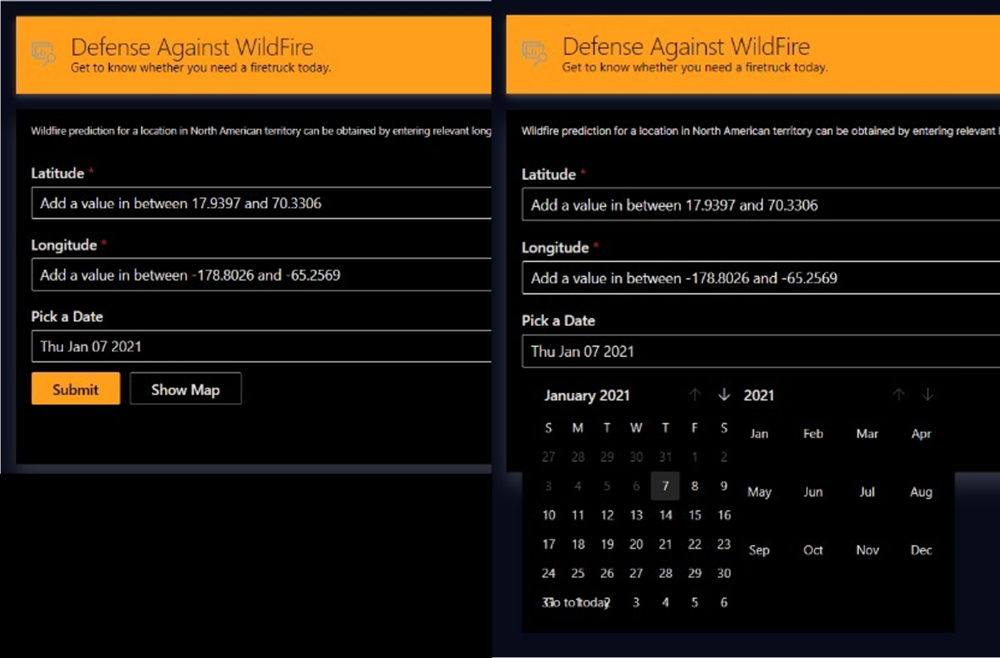 Defense Against WildFire
Get to know whether you need a firetruck today.
Wildfire prediction for a location in North American territory can be obtained by entering relevant long
Latitude *
Add a value in between 17.9397 and 70.3306
Longitude *
Add a value in between -178.8026 and -65.2569
Pick a Date
Thu Jan 07 2021
Submit Show Map
Defense Against WildFire
Get to know whether you need a firetruck today.
Wildfire prediction for a location in North American territory can be obtained by entering relevant
Latitude *
Add a value in between 17.9397 and 70.3306
Longitude *
Add a value in between -178.8026 and -65.2569
Pick a Date
Thu Jan 07 2021
January 2021 ↑ ↓ 2021 ↑ ↓
S M T W T F S
Jan Feb Mar Apr
27 28 29 30 31 1 2
3 4 5 6 7 8 9
May Jun Jul Aug
10 11 12 13 14 15 16
17 18 19 20 21 22 23
Sep Oct Nov Dec
24 25 26 27 28 29 30
31 1 2 3 4 5 6
Go to today